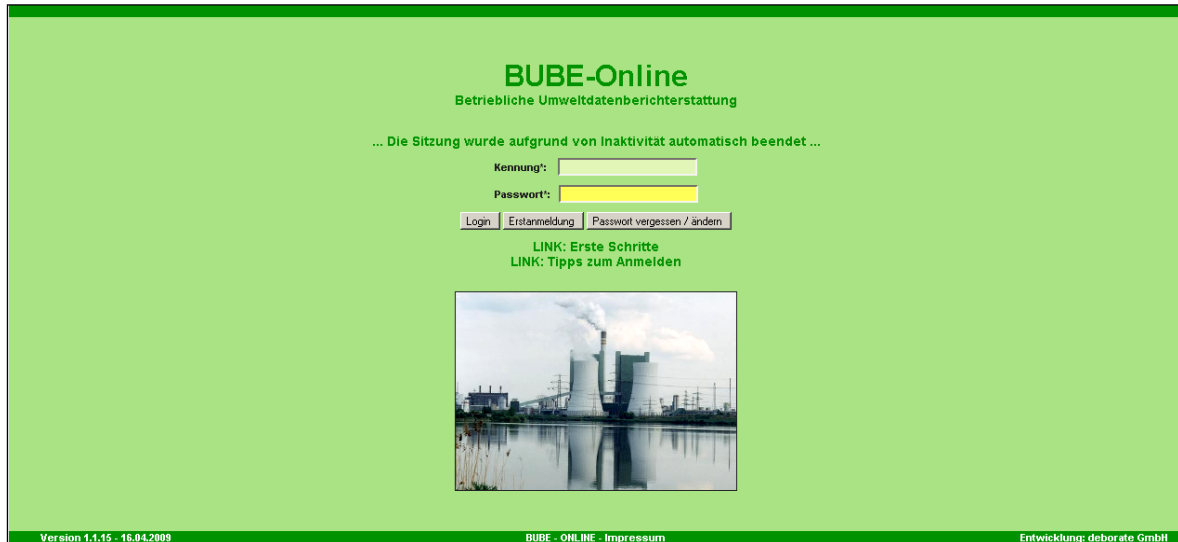 BUBE-Online
Betriebliche Umweltdatenberichterstattung
... Die Sitzung wurde aufgrund von Inaktivität automatisch beendet ...
Kennung*:
Passwort*:
Login Erstanmeldung Passwort vergessen / ändern
LINK: Erste Schritte
LINK: Tipps zum Anmelden
Version 1.1.15 - 16.04.2009 BUBE - ONLINE - Impressum Entwicklung: deborate GmbH